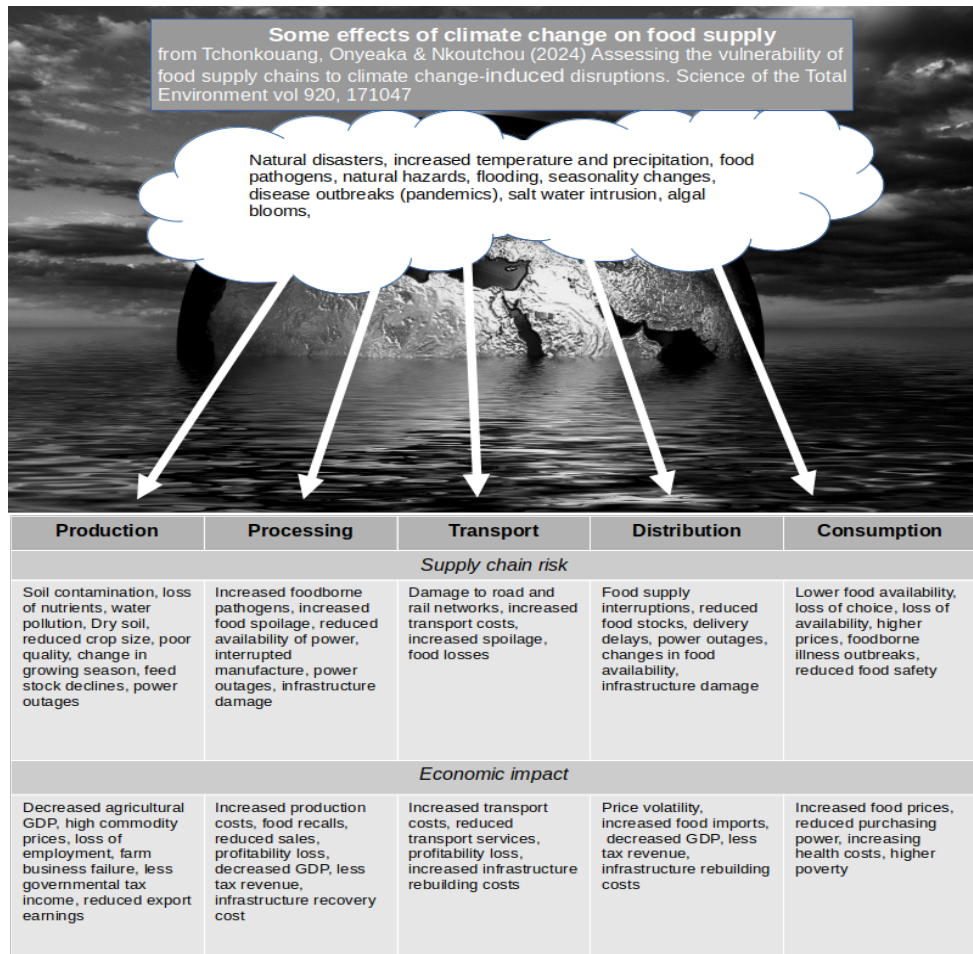 Some effects of climate change on food supply
from Tchonkouang, Onyeaka & Nkoutchou (2024) Assessing the vulnerability of
food supply chains to climate change-induced disruptions. Science of the Total
Environment vol 920, 171047
Natural disasters, increased temperature and precipitation, food
pathogens, natural hazards, flooding, seasonality changes,
disease outbreaks (pandemics), salt water intrusion, algal
blooms,
Production
Processing
Transport
Distribution
Consumption
Supply chain risk
Soil contamination, loss
of nutrients, water
pollution, Dry soil,
reduced crop size, poor
quality, change in
growing season, feed
stock declines, power
outages
Increased foodborne
pathogens, increased
food spoilage, reduced
availability of power,
interrupted
manufacture, power
outages, infrastructure
damage
Damage to road and
rail networks, increased
transport costs,
increased spoilage,
food losses
Food supply
interruptions, reduced
food stocks, delivery
delays, power outages,
changes in food
availability,
infrastructure damage
Lower food availability,
loss of choice, loss of
availability, higher
prices, foodborne
illness outbreaks,
reduced food safety
Economic impact
Decreased agricultural
GDP, high commodity
prices, loss of
employment, farm
business failure, less
governmental tax
income, reduced export
earnings
Increased production
costs, food recalls,
reduced sales,
profitability loss,
decreased GDP, less
tax revenue,
infrastructure recovery
cost
Increased transport
costs, reduced
transport services,
profitability loss,
increased infrastructure
rebuilding costs
Price volatility,
increased food imports,
decreased GDP, less
tax revenue,
infrastructure rebuilding
costs
Increased food prices,
reduced purchasing
power, increasing
health costs, higher
poverty